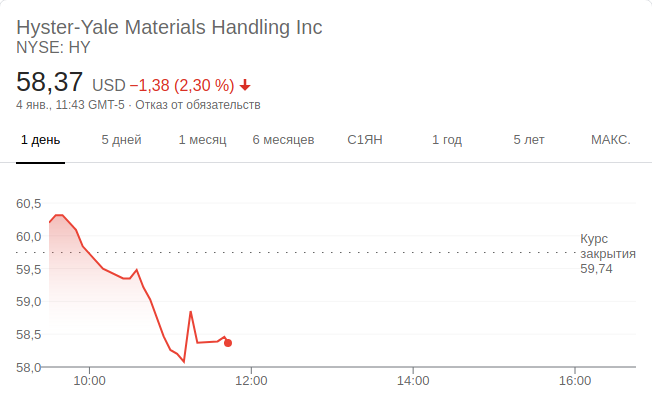 Hyster-Yale Materials Handling Inc
NYSE: HY
58,37 USD −1,38 (2,30 %)
4 янв., 11:43 GMT-5 · Отказ от обязательств
1 день 5 дней 1 месяц 6 месяцев С1ЯН 1 год 5 лет МАКС.
60,5
60,0
Курс
закрытия
59,74
59,5
59,0
58,5
58,0
10:00 12:00 14:00 16:00